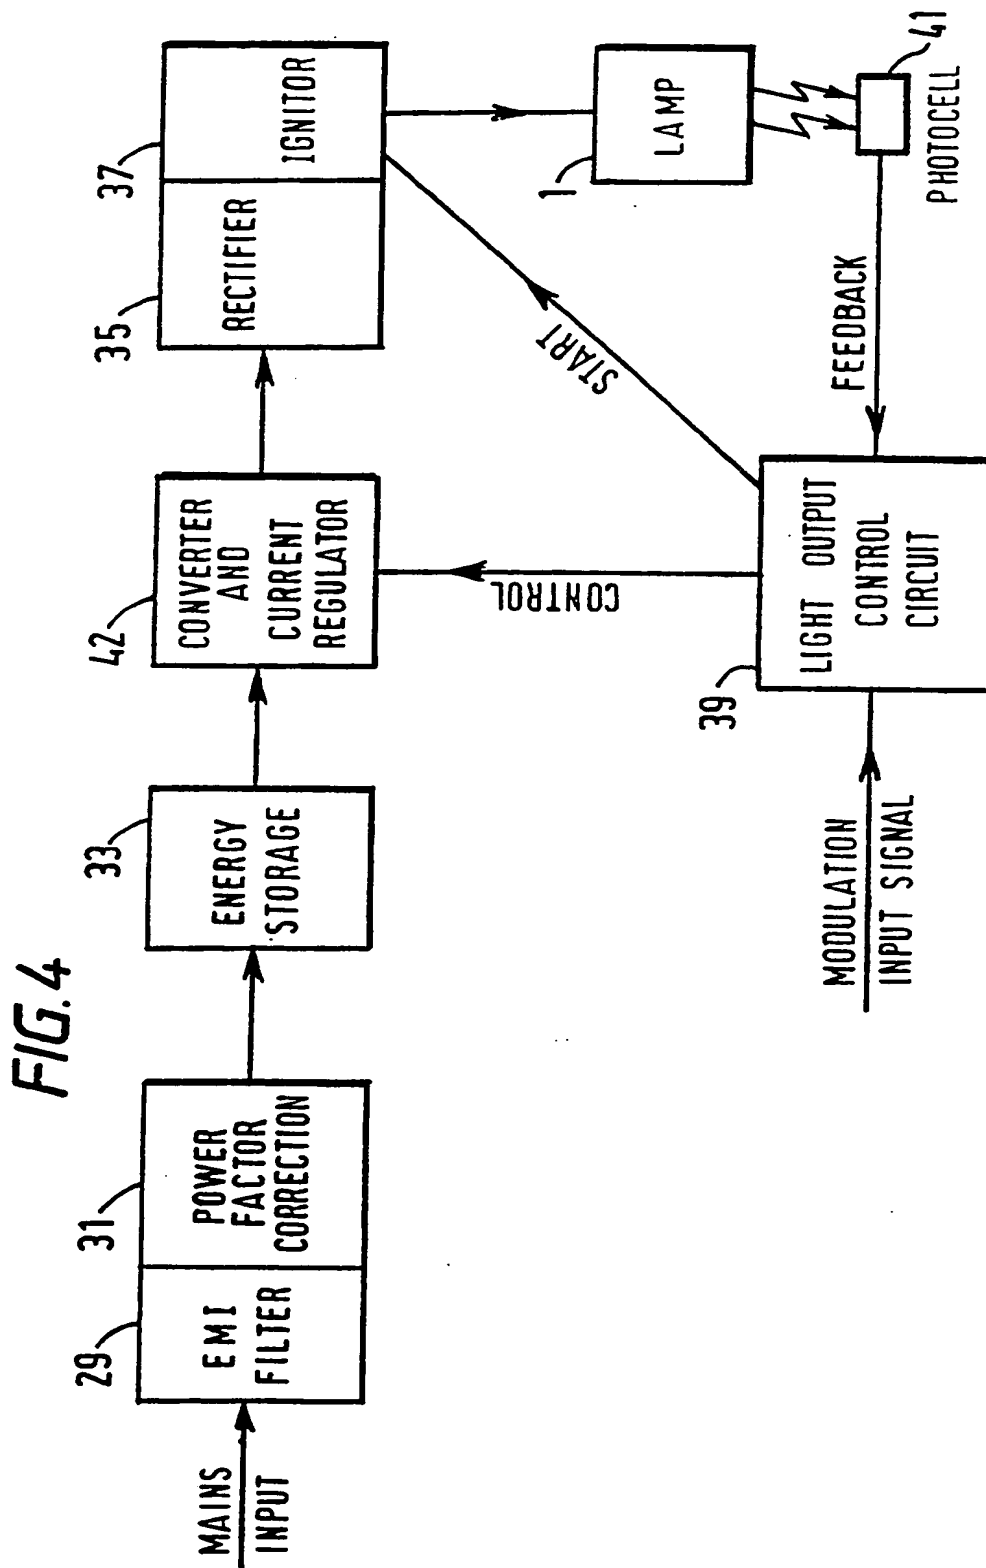 FIG. 4
MAINS
INPUT
29
EMI
FILTER
31
POWER
FACTOR
CORRECTION
33
ENERGY
STORAGE
42
CONVERTER
AND
CURRENT
REGULATOR
35
RECTIFIER
37
IGNITOR
START
CONTROL
1
LAMP
41
PHOTOCELL
FEEDBACK
39
LIGHT OUTPUT
CONTROL
CIRCUIT
MODULATION
INPUT SIGNAL